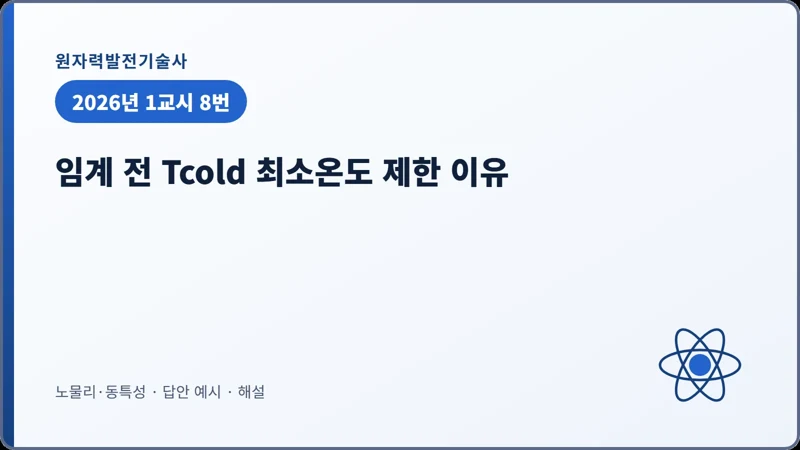 원자력발전기술사
2026년 1교시 8번
임계 전 Tcold 최소온도 제한 이유
노물리·동특성 · 답안 예시 · 해설